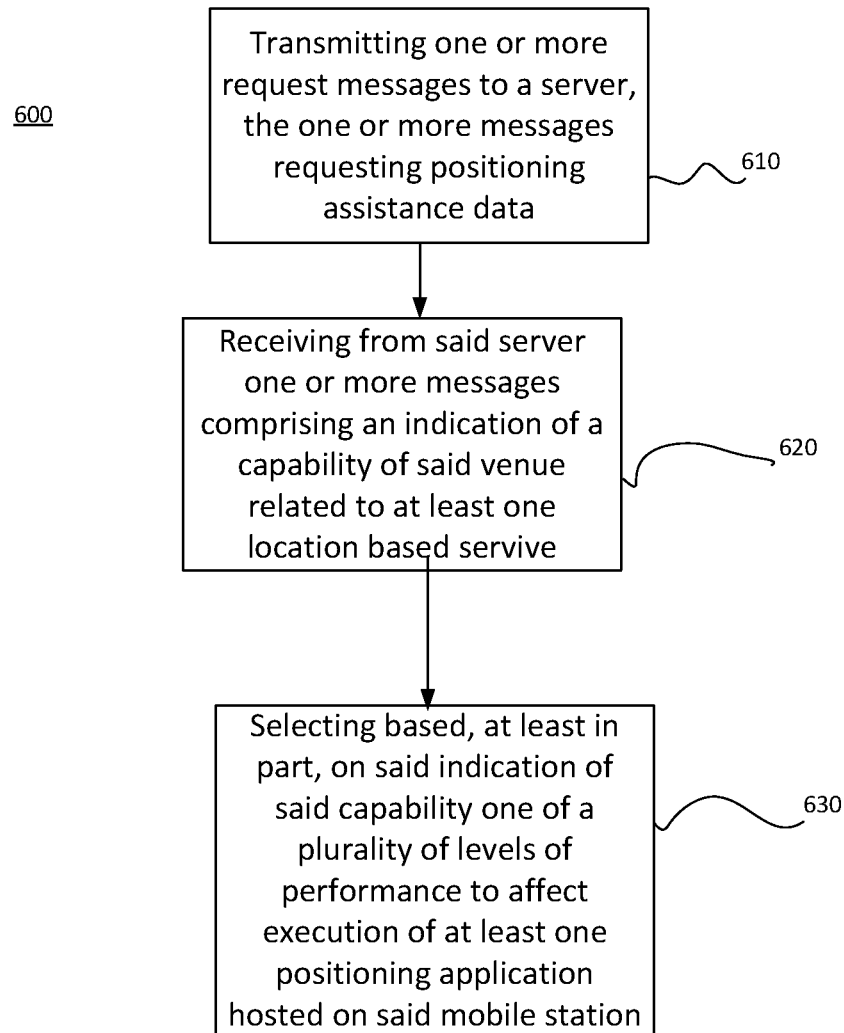 600
Transmitting one or more
request messages to a server,
the one or more messages
requesting positioning
assistance data
610
Receiving from said server
one or more messages
comprising an indication of a
capability of said venue
related to at least one
location based servive
620
Selecting based, at least in
part, on said indication of
said capability one of a
plurality of levels of
performance to affect
execution of at least one
positioning application
hosted on said mobile station
630